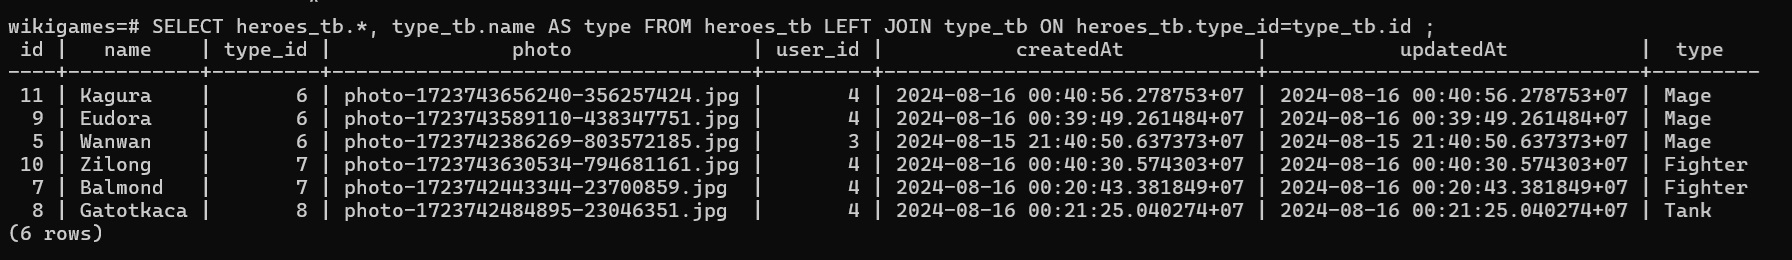 wikigames=# SELECT heroes_tb.*, type_tb.name AS type FROM heroes_tb LEFT JOIN type_tb ON heroes_tb.type_id=type_tb.id ;
 id |   name    | type_id |               photo               | user_id |           createdAt            |           updatedAt           |  type
----+-----------+---------+-----------------------------------+---------+--------------------------------+-------------------------------+---------
 11 | Kagura    |       6 | photo-1723743656240-356257424.jpg |       4 | 2024-08-16 00:40:56.278753+07 | 2024-08-16 00:40:56.278753+07 | Mage
  9 | Eudora    |       6 | photo-1723743589110-438347751.jpg |       4 | 2024-08-16 00:39:49.261484+07 | 2024-08-16 00:39:49.261484+07 | Mage
  5 | Wanwan    |       6 | photo-1723742386269-803572185.jpg |       3 | 2024-08-15 21:40:50.637373+07 | 2024-08-15 21:40:50.637373+07 | Mage
 10 | Zilong    |       7 | photo-1723743630534-794681161.jpg |       4 | 2024-08-16 00:40:30.574303+07 | 2024-08-16 00:40:30.574303+07 | Fighter
  7 | Balmond   |       7 | photo-1723742443344-23700859.jpg  |       4 | 2024-08-16 00:20:43.381849+07 | 2024-08-16 00:20:43.381849+07 | Fighter
  8 | Gatotkaca |       8 | photo-1723742484895-23046351.jpg  |       4 | 2024-08-16 00:21:25.040274+07 | 2024-08-16 00:21:25.040274+07 | Tank
(6 rows)